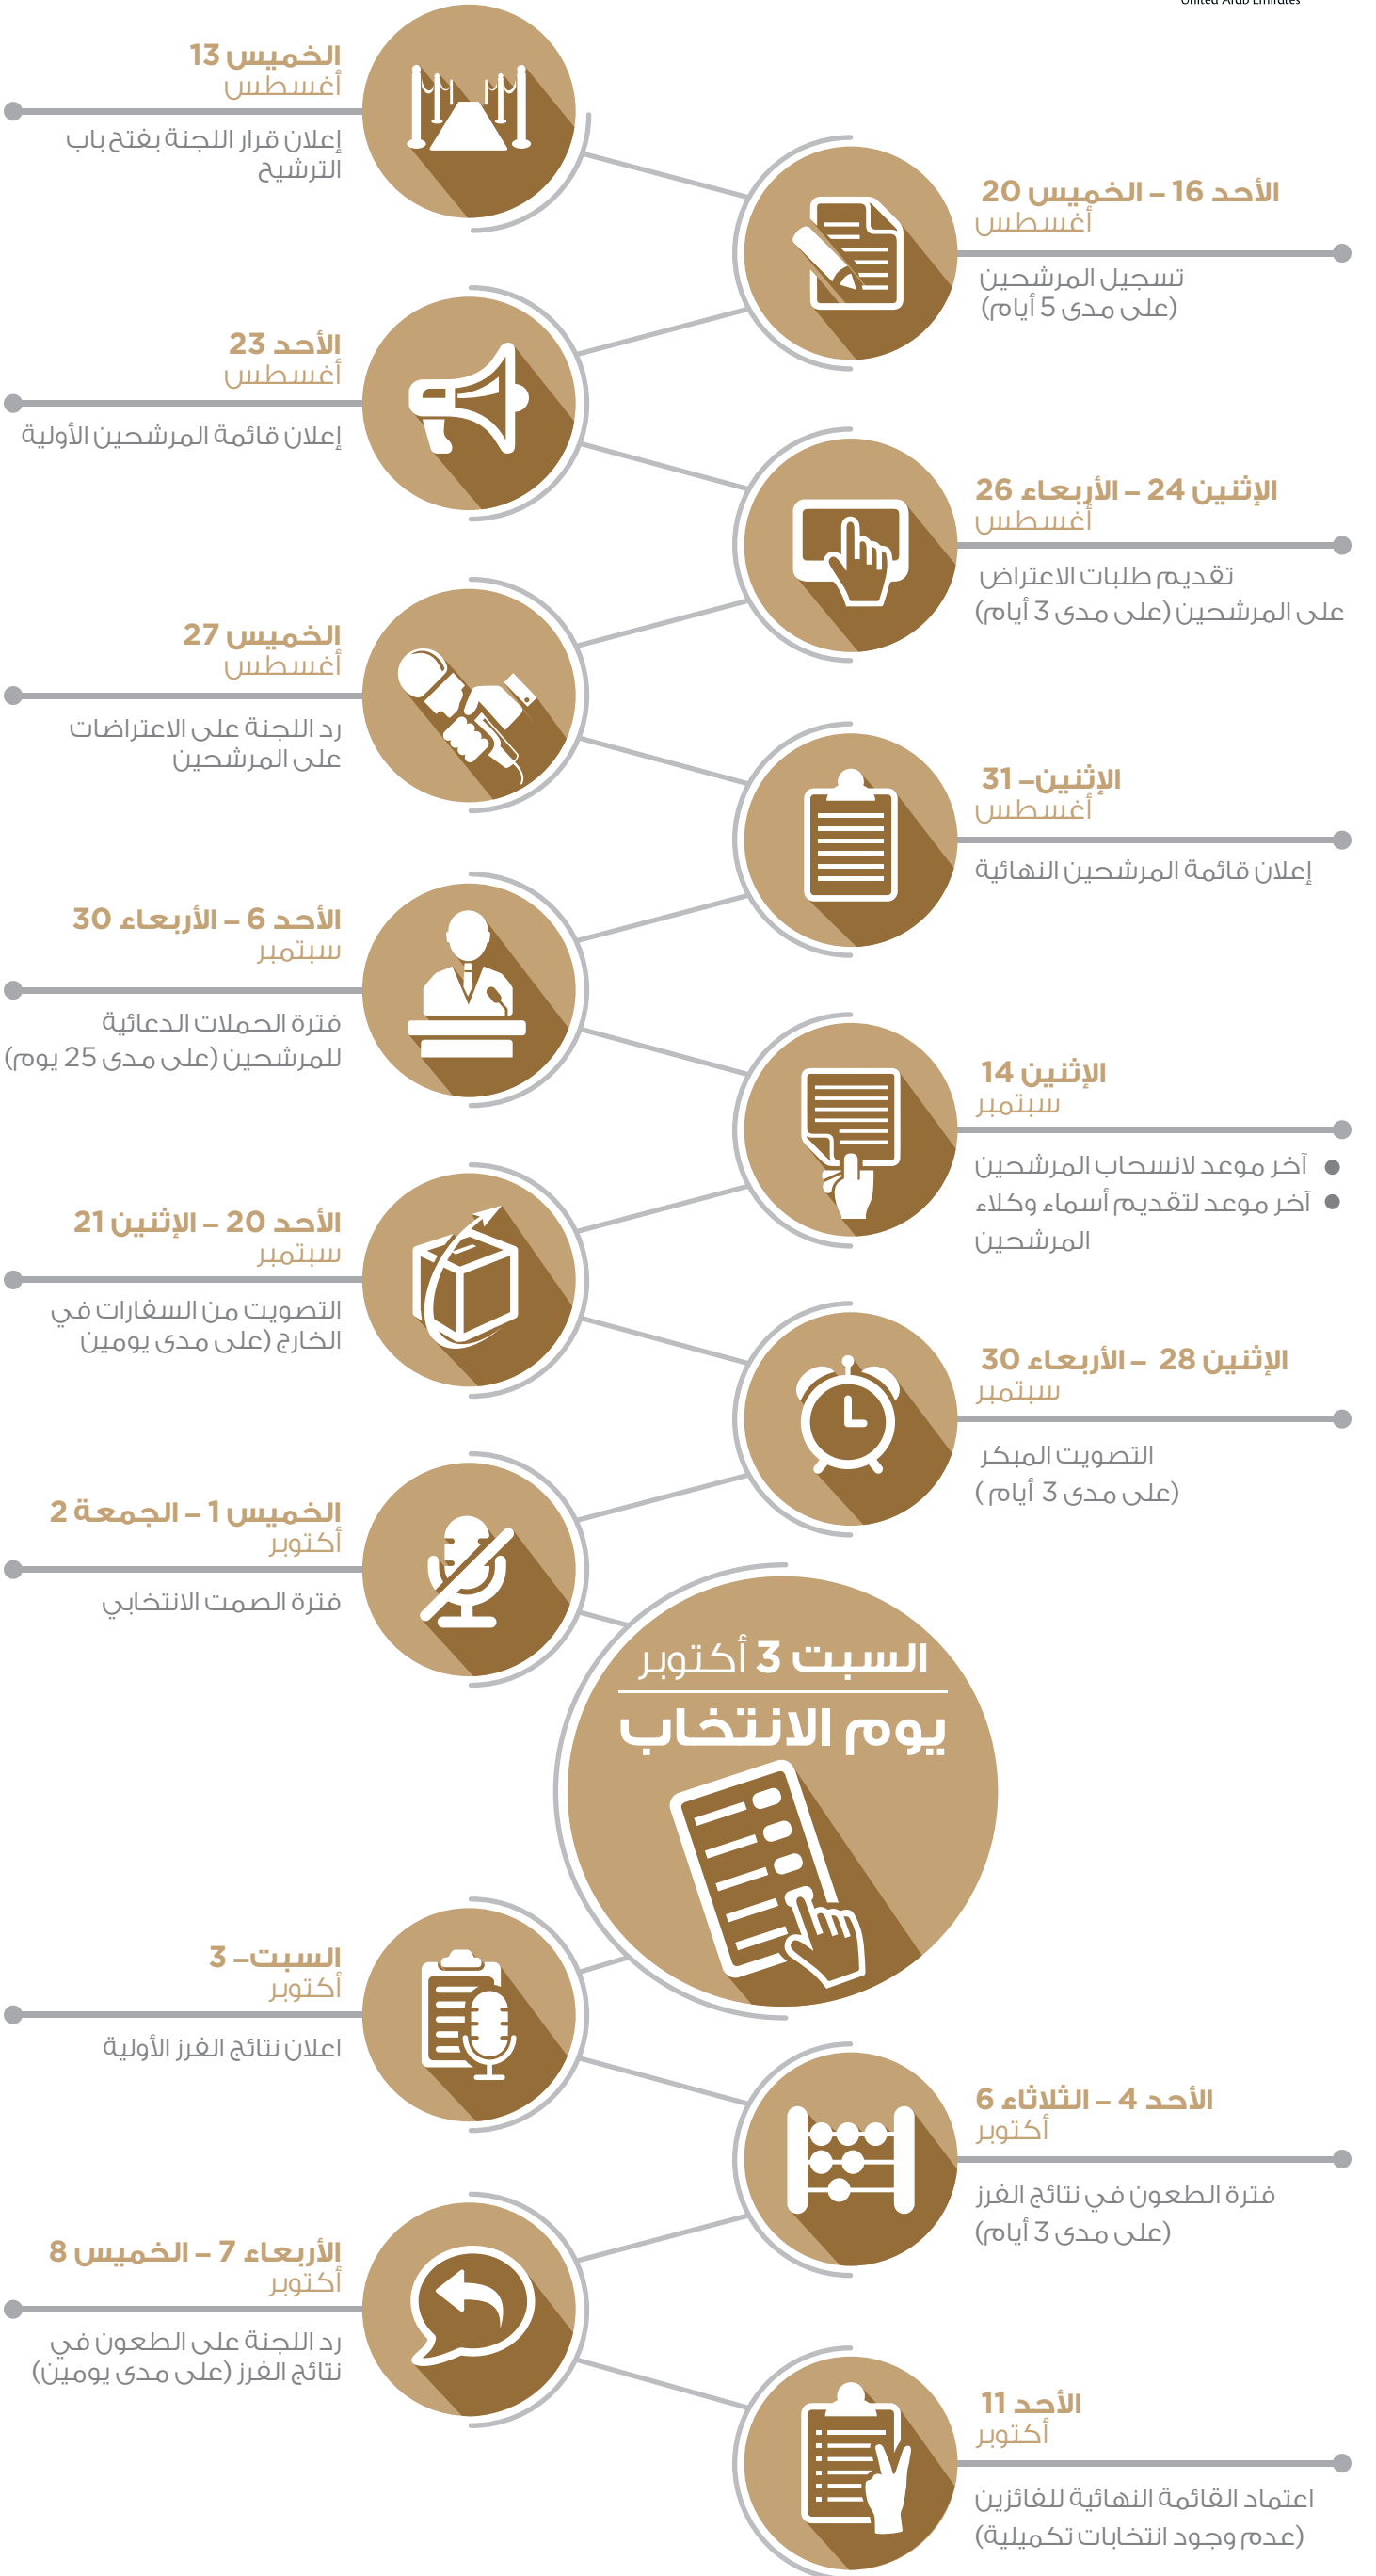 United Arab Emirates
الخميس 13
أغسطس
إعلان قرار اللجنة بفتح باب
الترشيح
الأحد 16 – الخميس 20
أغسطس
تسجيل المرشحين
(على مدى 5 أيام)
الأحد 23
أغسطس
إعلان قائمة المرشحين الأولية
الإثنين 24 – الأربعاء 26
أغسطس
تقديم طلبات الاعتراض
على المرشحين (على مدى 3 أيام)
الخميس 27
أغسطس
رد اللجنة على الاعتراضات
على المرشحين
الإثنين– 31
أغسطس
إعلان قائمة المرشحين النهائية
الأحد 6 – الأربعاء 30
سبتمبر
فترة الحملات الدعائية
للمرشحين (على مدى 25 يوم)
الإثنين 14
سبتمبر
● آخر موعد لانسحاب المرشحين
● آخر موعد لتقديم أسماء وكلاء
المرشحين
الأحد 20 – الإثنين 21
سبتمبر
التصويت من السفارات في
الخارج (على مدى يومين
الإثنين 28 – الأربعاء 30
سبتمبر
التصويت المبكر
(على مدى 3 أيام )
الخميس 1 – الجمعة 2
أكتوبر
فترة الصمت الانتخابي
السبت 3 أكتوبر
يوم الانتخاب
السبت– 3
أكتوبر
اعلان نتائج الفرز الأولية
الأحد 4 – الثلاثاء 6
أكتوبر
فترة الطعون في نتائج الفرز
(على مدى 3 أيام)
الأربعاء 7 – الخميس 8
أكتوبر
رد اللجنة على الطعون في
نتائج الفرز (على مدى يومين)
الأحد 11
أكتوبر
اعتماد القائمة النهائية للفائزين
(عدم وجود انتخابات تكميلية)